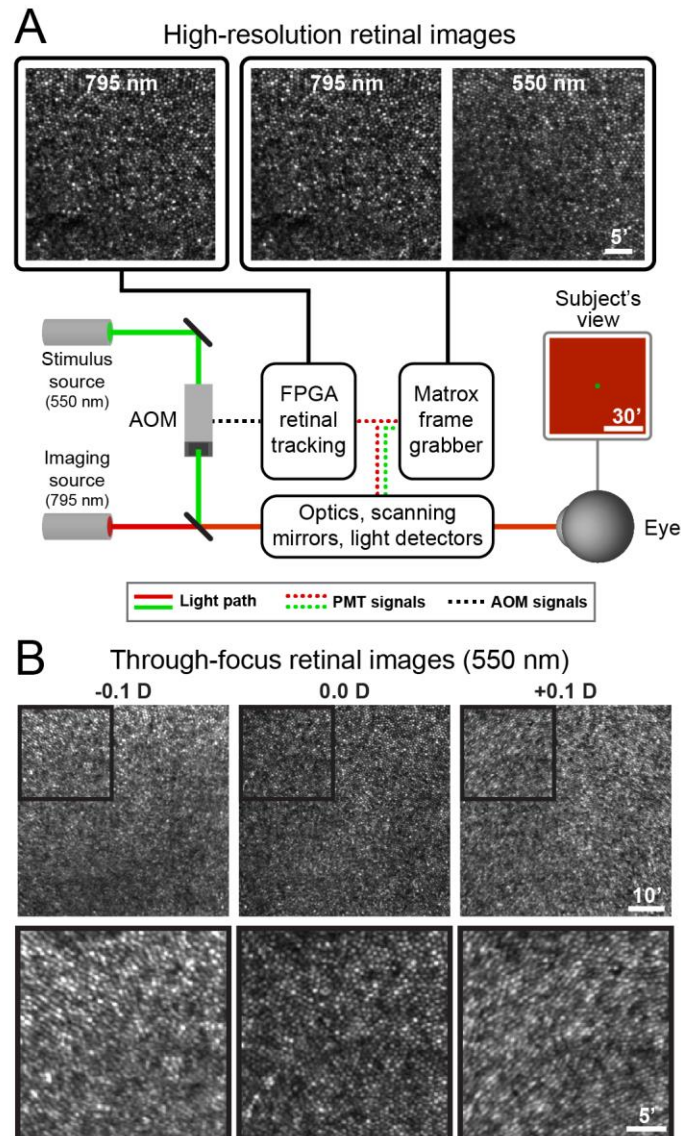 A
High-resolution retinal images
795 nm
795 nm
550 nm
5'
Stimulus
source
(550 nm)
AOM
FPGA
retinal
tracking
Matrox
frame
grabber
Subject's
view
30'
Imaging
source
(795 nm)
Optics, scanning
mirrors, light detectors
Eye
Light path
PMT signals
AOM signals
B
Through-focus retinal images (550 nm)
-0.1 D
0.0 D
+0.1 D
10'
5'